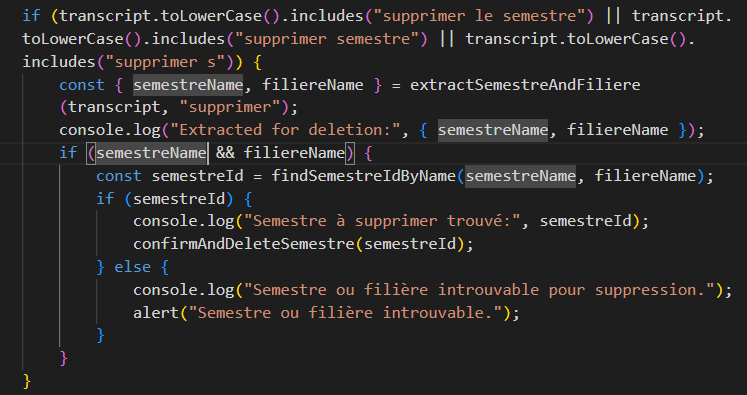 if (transcript.toLowerCase().includes("supprimer le semestre") || transcript.
toLowerCase().includes("supprimer semestre") || transcript.toLowerCase().
includes("supprimer s")) {
const { semestreName, filiereName } = extractSemestreAndFiliere
(transcript, "supprimer");
console.log("Extracted for deletion:", { semestreName, filiereName });
if (semestreName && filiereName) {
const semestreId = findSemestreIdByName(semestreName, filiereName);
if (semestreId) {
console.log("Semestre à supprimer trouvé:", semestreId);
confirmAndDeleteSemestre(semestreId);
} else {
console.log("Semestre ou filière introuvable pour suppression.");
alert("Semestre ou filière introuvable.");
}
}
}